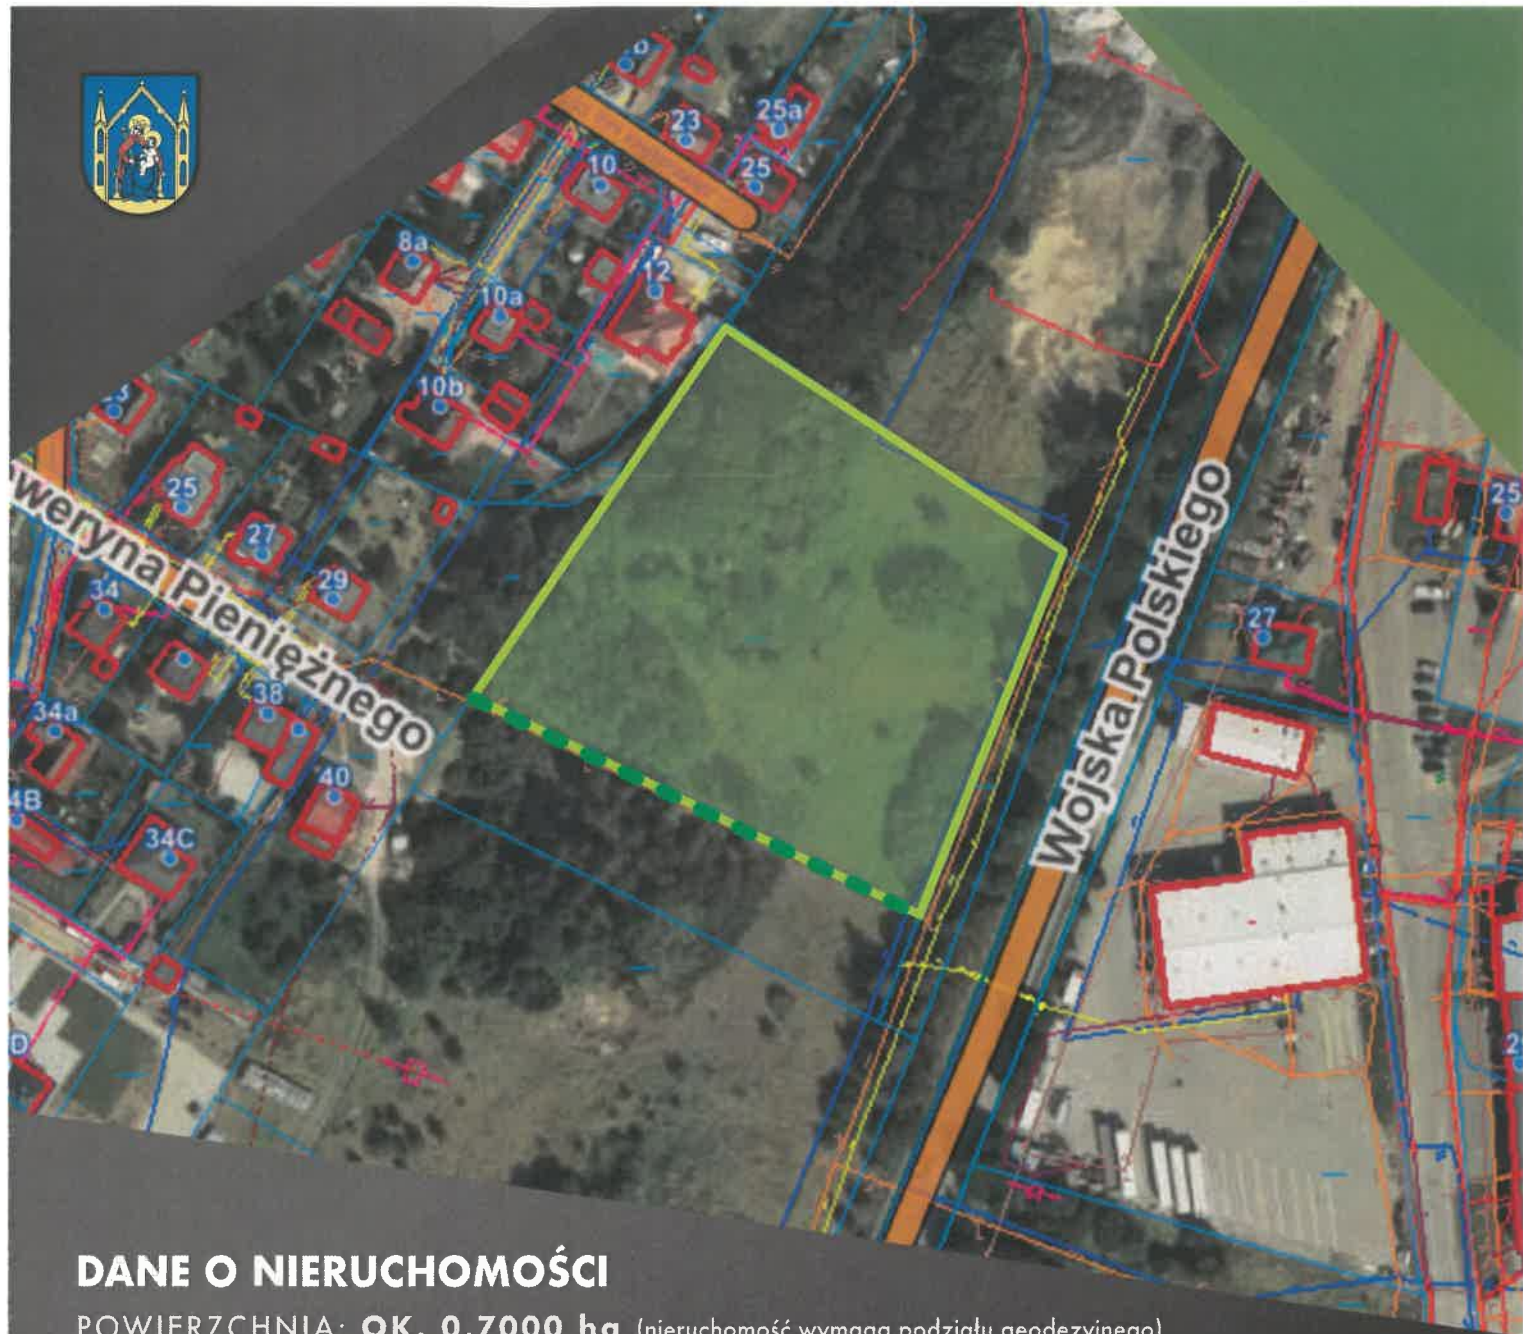 23
25a
10
25
8a
12
10a
10b
25
weryna Pieniężnego
27
29
34
38
34a
40
34C
Wojska Polskiego
25
27
DANE O NIERUCHOMOŚCI
POWIERZCHNIA: OK. 0,7000 ha (nieruchomość wymaga podziału geodezyjnego)